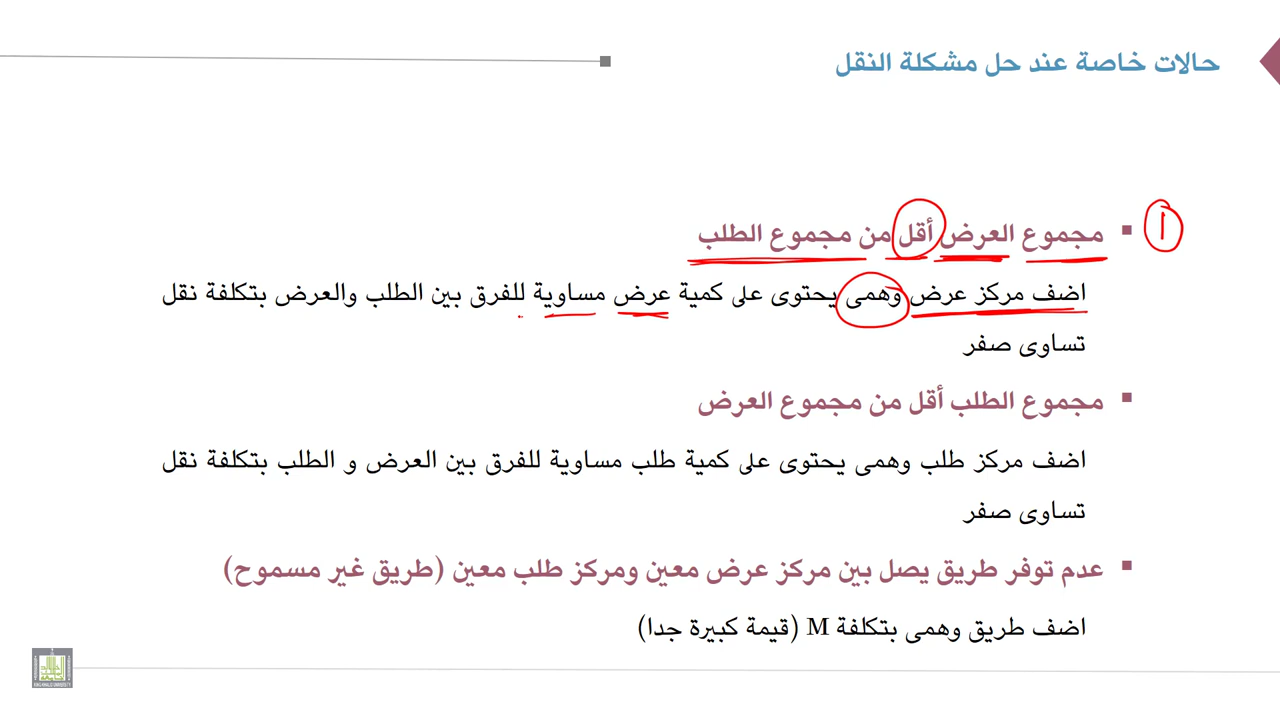 حالات خاصة عند حل مشكلة النقل
١
مجموع العرض أقل من مجموع الطلب
اضف مركز عرض وهمى يحتوى على كمية عرض مساوية للفرق بين الطلب والعرض بتكلفة نقل
تساوى صفر
مجموع الطلب أقل من مجموع العرض
اضف مركز طلب وهمى يحتوى على كمية طلب مساوية للفرق بين العرض و الطلب بتكلفة نقل
تساوى صفر
عدم توفر طريق يصل بين مركز عرض معين ومركز طلب معين (طريق غير مسموح)
اضف طريق وهمى بتكلفة M (قيمة كبيرة جدا)